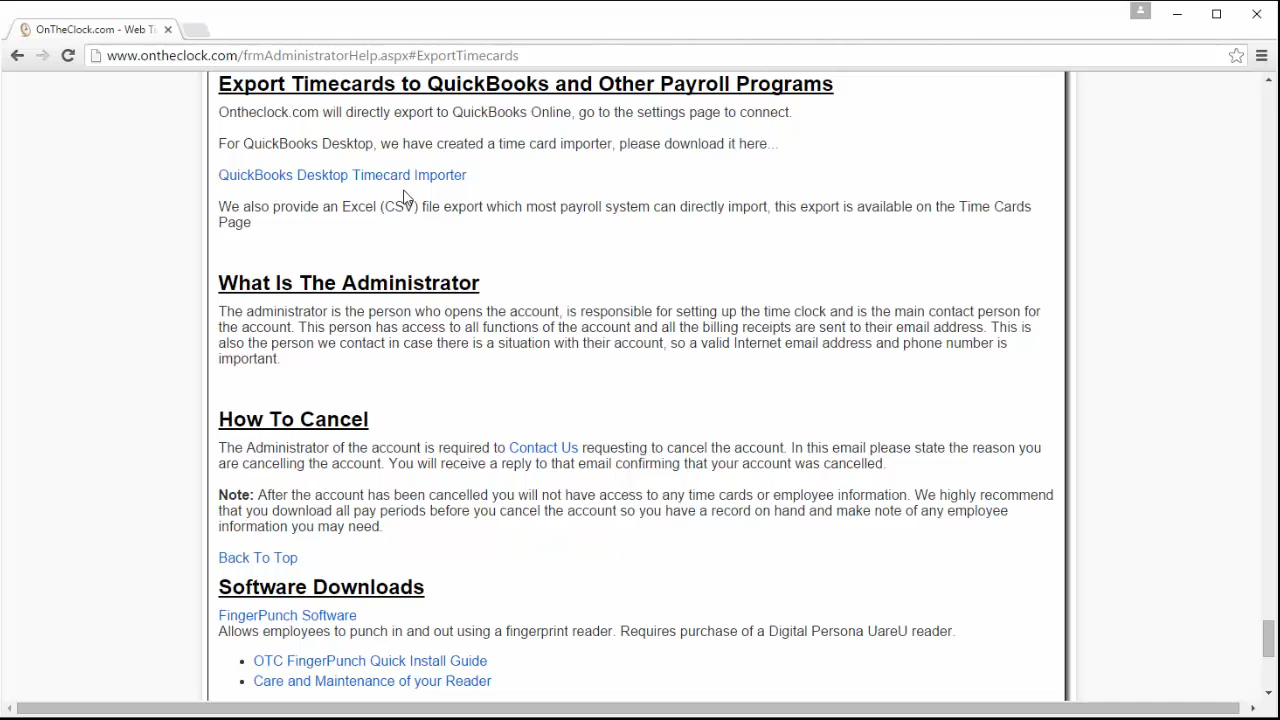 OnTheClock.com - Web Ti
www.ontheclock.com/frmAdministratorHelp.aspx#ExportTimecards
Export Timecards to QuickBooks and Other Payroll Programs
Ontheclock.com will directly export to QuickBooks Online, go to the settings page to connect.
For QuickBooks Desktop, we have created a time card importer, please download it here...
QuickBooks Desktop Timecard Importer
We also provide an Excel (CSV) file export which most payroll system can directly import, this export is available on the Time Cards
Page
What Is The Administrator
The administrator is the person who opens the account, is responsible for setting up the time clock and is the main contact person for
the account. This person has access to all functions of the account and all the billing receipts are sent to their email address. This is
also the person we contact in case there is a situation with their account, so a valid Internet email address and phone number is
important.
How To Cancel
The Administrator of the account is required to Contact Us requesting to cancel the account. In this email please state the reason you
are cancelling the account. You will receive a reply to that email confirming that your account was cancelled.
Note: After the account has been cancelled you will not have access to any time cards or employee information. We highly recommend
that you download all pay periods before you cancel the account so you have a record on hand and make note of any employee
information you may need.
Back To Top
Software Downloads
FingerPunch Software
Allows employees to punch in and out using a fingerprint reader. Requires purchase of a Digital Persona UareU reader.
• OTC FingerPunch Quick Install Guide
• Care and Maintenance of your Reader